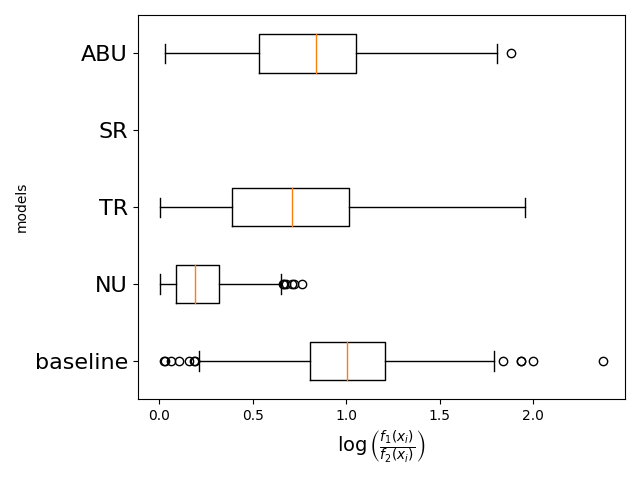 ABU
SR
TR
NU
baseline
models
0.0 0.5 1.0 1.5 2.0
log(f₁(xᵢ)/f₂(xᵢ))